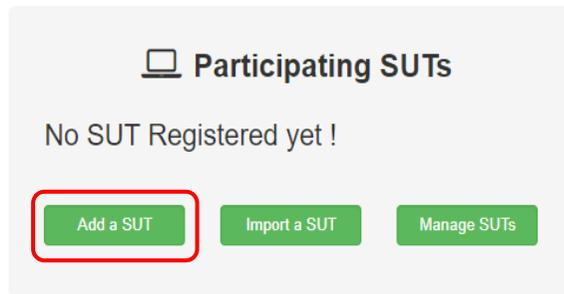 Participating SUTs
No SUT Registered yet !
Add a SUT Import a SUT Manage SUTs